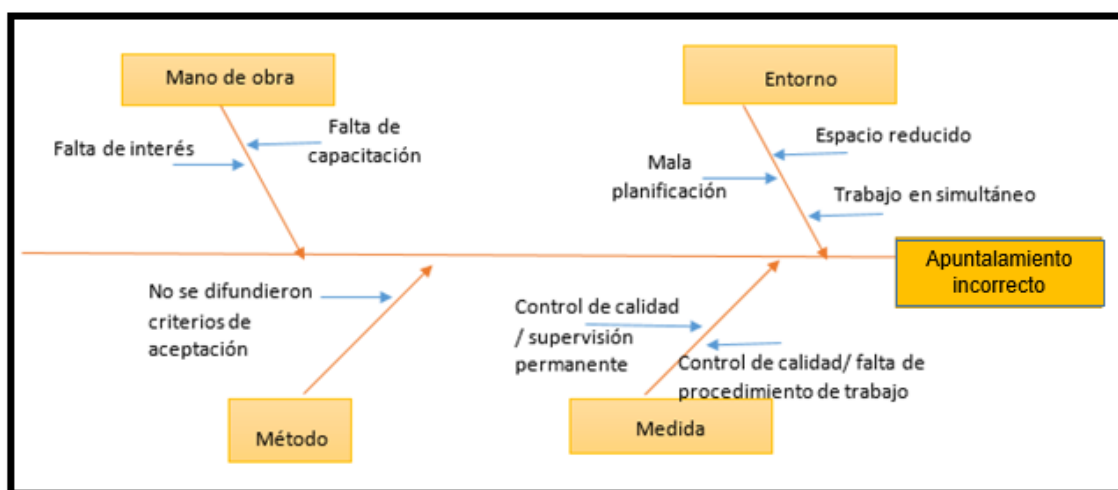 Mano de obra
Entorno
Falta de interés
Falta de
capacitación
Espacio reducido
Mala
planificación
Trabajo en simultáneo
Apuntalamiento
incorrecto
No se difundieron
criterios de
aceptación
Control de calidad
/ supervisión
permanente
Control de calidad/ falta de
procedimiento de trabajo
Método
Medida